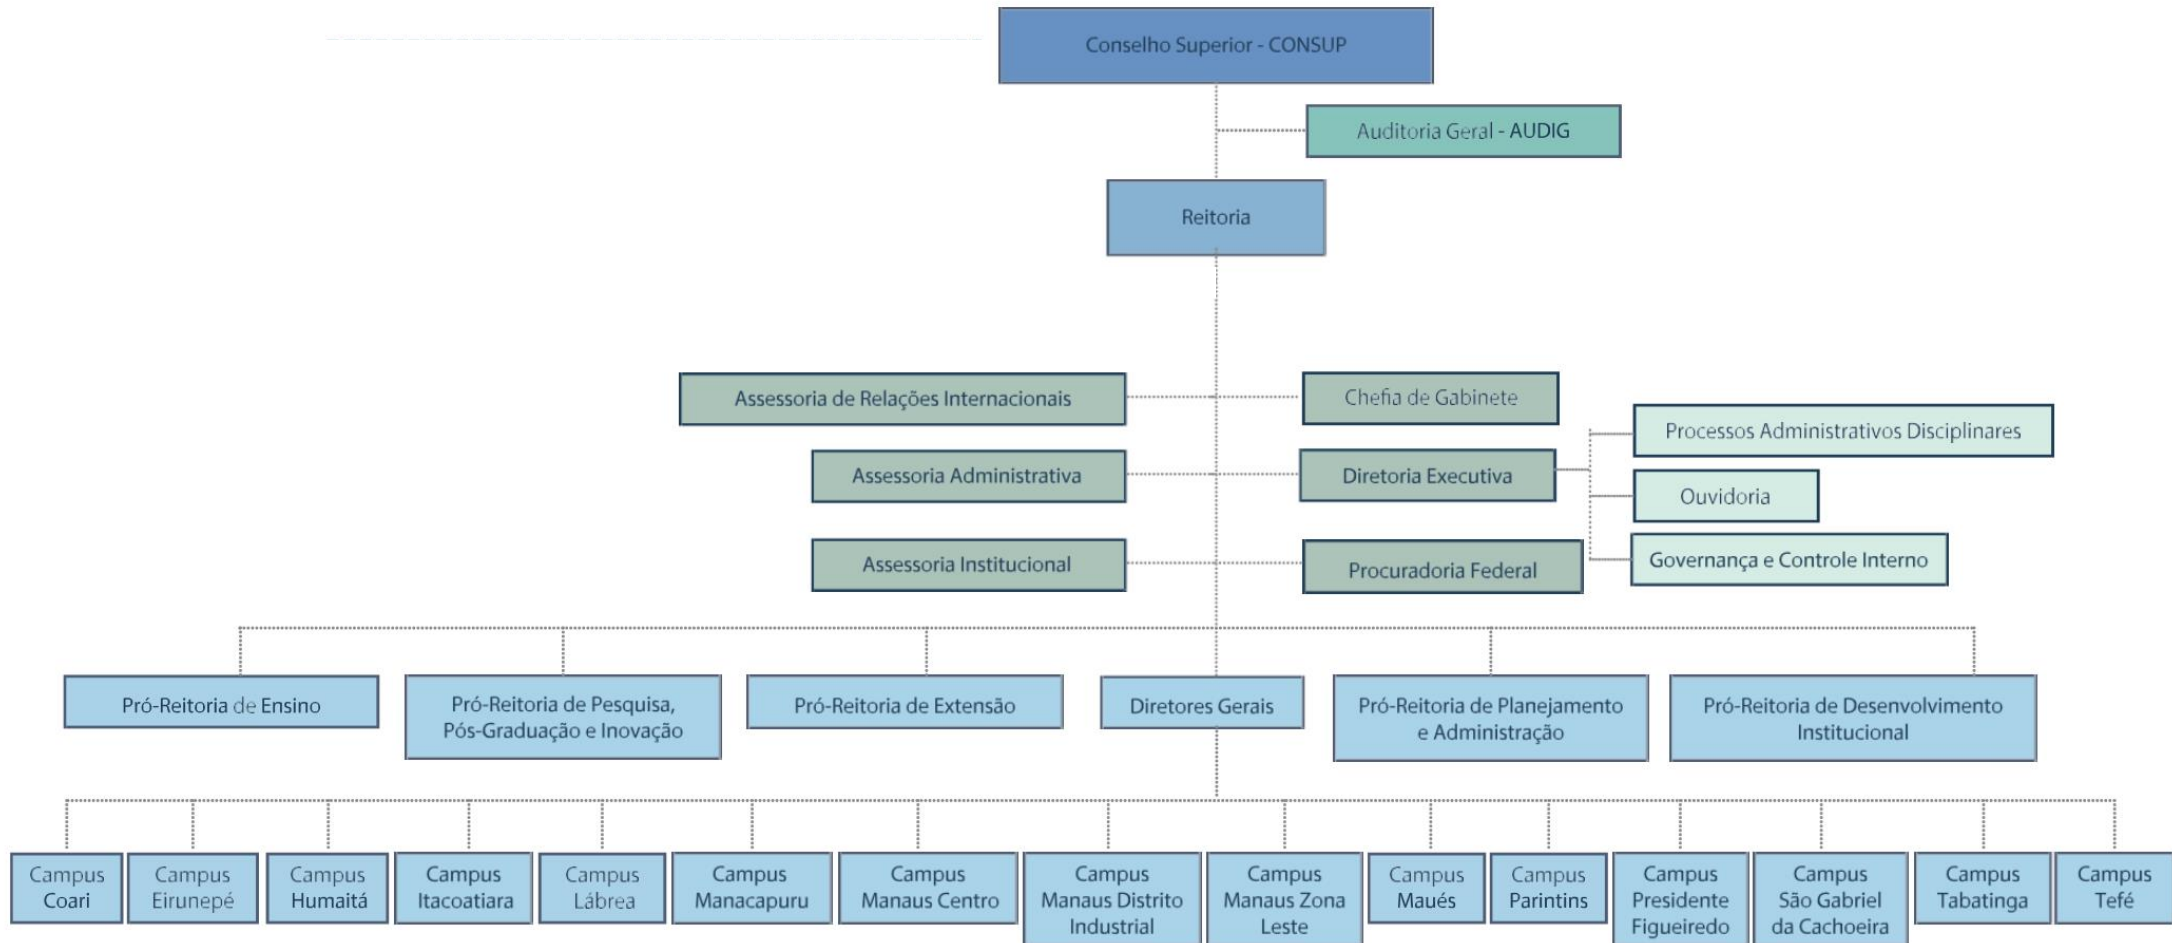 Conselho Superior - CONSUP
Auditoria Geral - AUDIG
Reitoria
Assessoria de Relações Internacionais
Chefia de Gabinete
Processos Administrativos Disciplinares
Assessoria Administrativa
Diretoria Executiva
Ouvidoria
Assessoria Institucional
Procuradoria Federal
Governança e Controle Interno
Pró-Reitoria de Ensino
Pró-Reitoria de Pesquisa,
Pós-Graduação e Inovação
Pró-Reitoria de Extensão
Diretores Gerais
Pró-Reitoria de Planejamento
e Administração
Pró-Reitoria de Desenvolvimento
Institucional
Campus
Coari
Campus
Eirunepé
Campus
Humaitá
Campus
Itacoatiara
Campus
Lábrea
Campus
Manacapuru
Campus
Manaus Centro
Campus
Manaus Distrito
Industrial
Campus
Manaus Zona
Leste
Campus
Maués
Campus
Parintins
Campus
Presidente
Figueiredo
Campus
São Gabriel
da Cachoeira
Campus
Tabatinga
Campus
Tefé